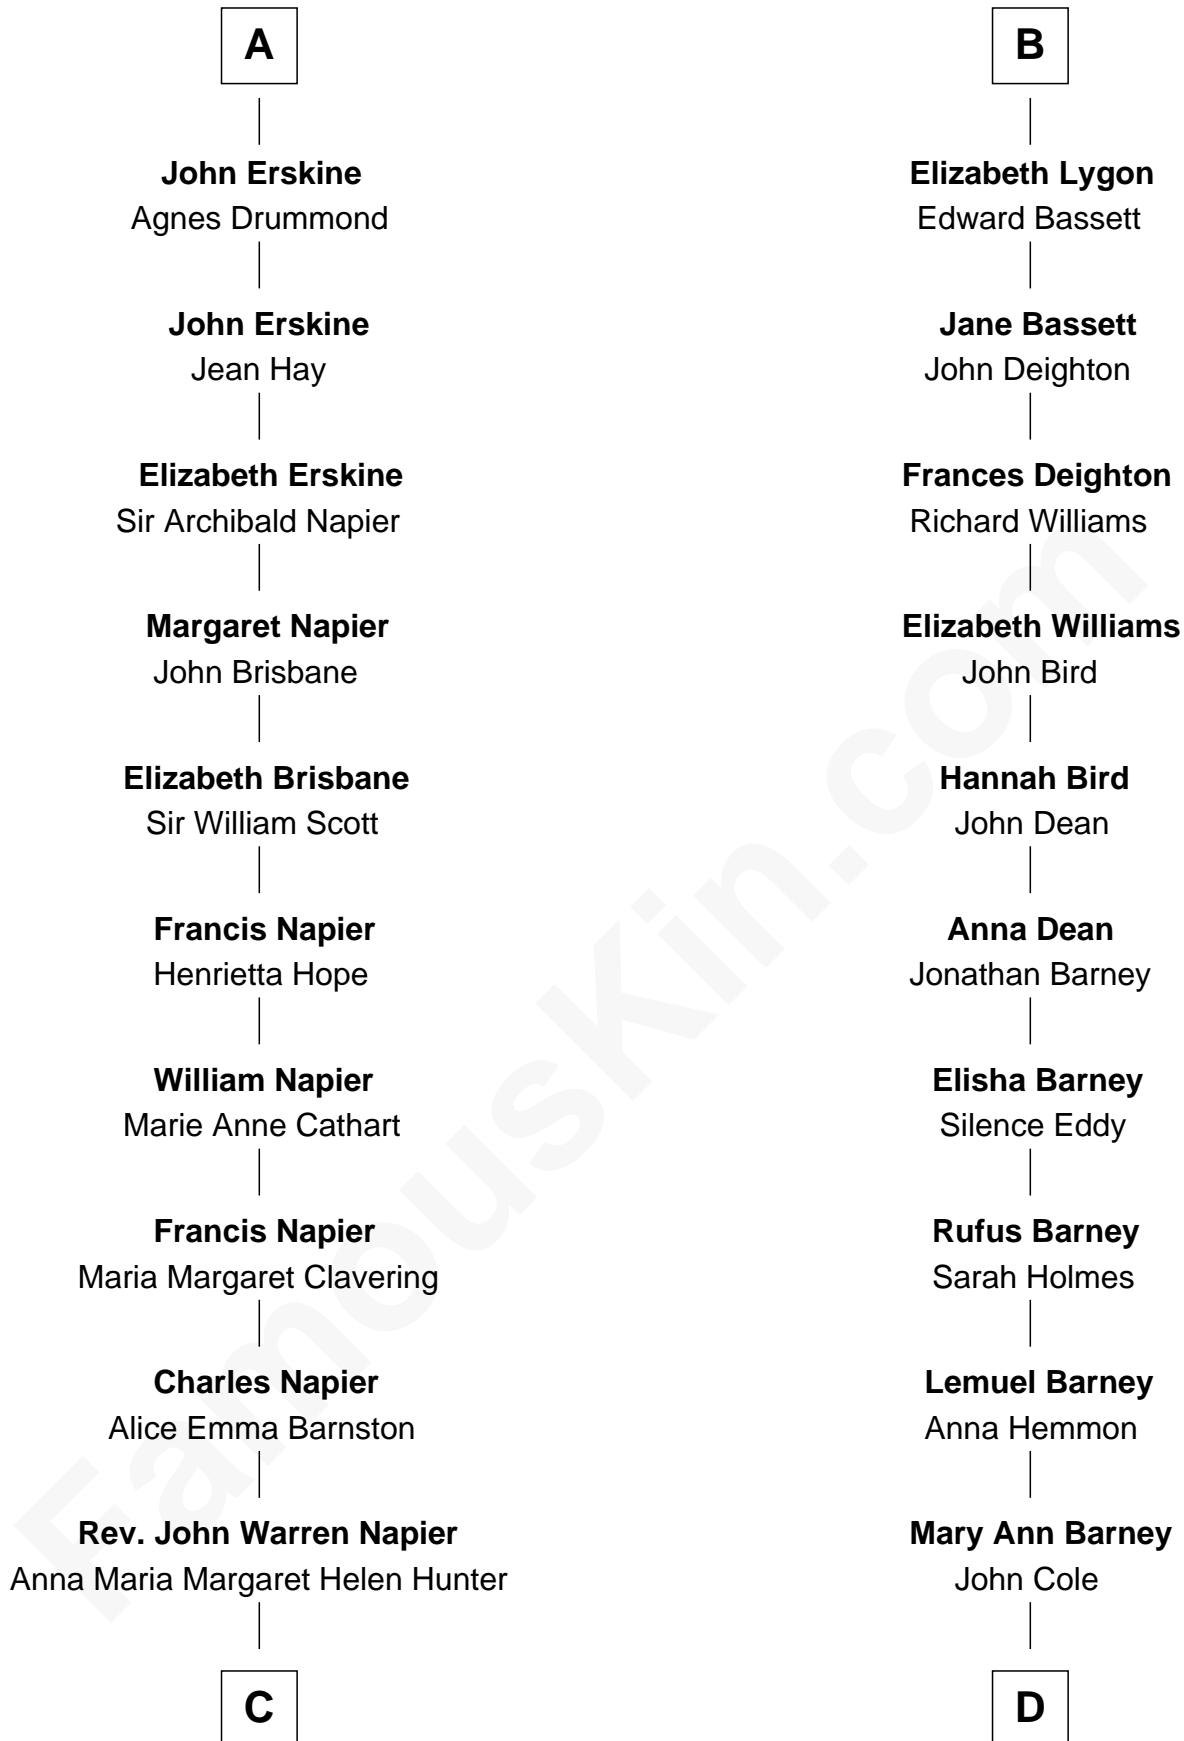 A
John Erskine
Agnes Drummond
John Erskine
Jean Hay
Elizabeth Erskine
Sir Archibald Napier
Margaret Napier
John Brisbane
Elizabeth Brisbane
Sir William Scott
Francis Napier
Henrietta Hope
William Napier
Marie Anne Cathart
Francis Napier
Maria Margaret Clavering
Charles Napier
Alice Emma Barnston
Rev. John Warren Napier
Anna Maria Margaret Helen Hunter
C
B
Elizabeth Lygon
Edward Bassett
Jane Bassett
John Deighton
Frances Deighton
Richard Williams
Elizabeth Williams
John Bird
Hannah Bird
John Dean
Anna Dean
Jonathan Barney
Elisha Barney
Silence Eddy
Rufus Barney
Sarah Holmes
Lemuel Barney
Anna Hemmon
Mary Ann Barney
John Cole
D
FamousKin.com